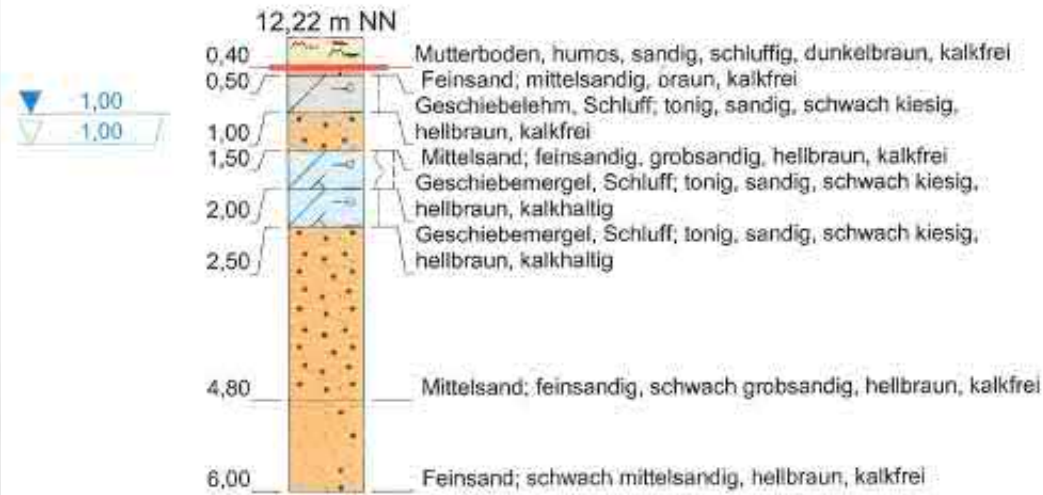 12,22 m NN
0,40 Mutterboden, humos, sandig, schluffig, dunkelbraun, kalkfrei
0,50 Feinsand; mittelsandig, braun, kalkfrei
Geschiebelehm, Schluff; tonig, sandig, schwach kiesig,
1,00
1,00
1,00 hellbraun, kalkfrei
1,50 Mittelsand; feinsandig, grobsandig, hellbraun, kalkfrei
Geschiebemergel, Schluff; tonig, sandig, schwach kiesig,
2,00 hellbraun, kalkhaltig
Geschiebemergel, Schluff; tonig, sandig, schwach kiesig,
2,50 hellbraun, kalkhaltig
4,80 Mittelsand; feinsandig, schwach grobsandig, hellbraun, kalkfrei
6,00 Feinsand; schwach mittelsandig, hellbraun, kalkfrei